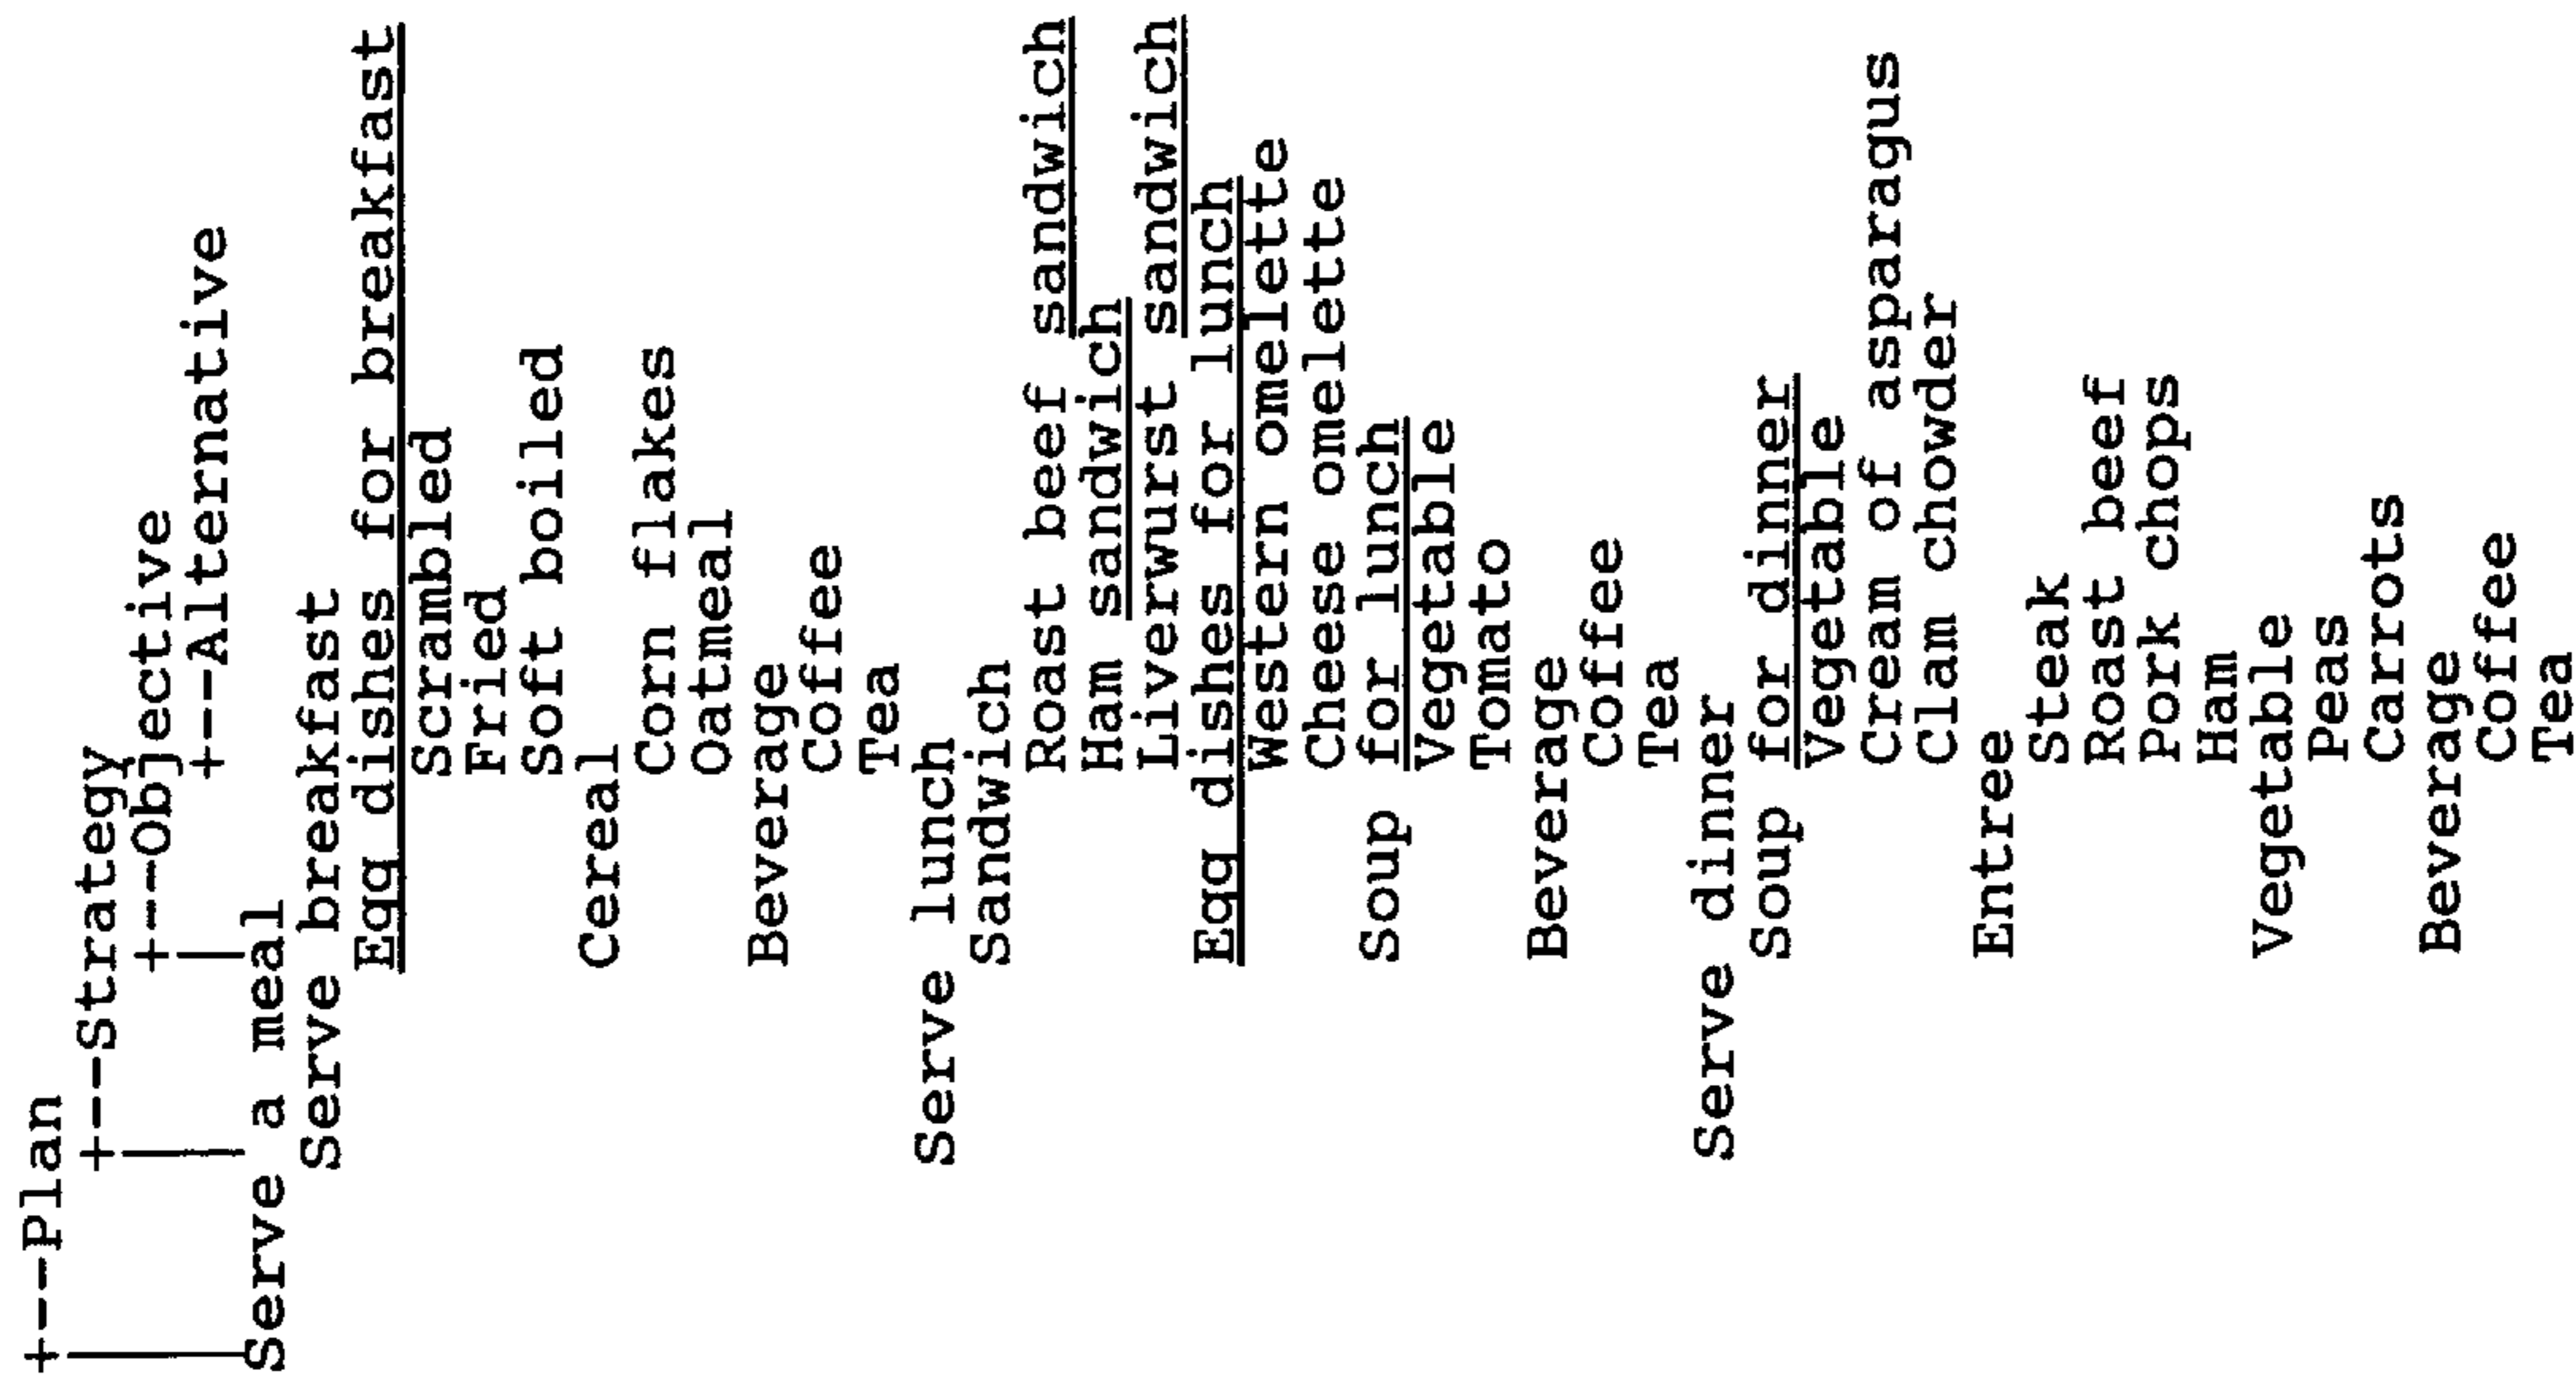 +---Plan
+---Strategy
+---Objective
+---Alternative
Serve a meal
Serve breakfast
Egg dishes for breakfast
Scrambled
Fried
Soft boiled
Cereal
Corn flakes
Oatmeal
Beverage
Coffee
Tea
Serve lunch
Sandwich
Roast beef sandwich
Ham sandwich
Liverwurst sandwich
Egg dishes for lunch
Western omelette
Cheese omelette
Soup for lunch
Vegetable
Tomato
Beverage
Coffee
Tea
Serve dinner
Soup for dinner
Vegetable
Cream of asparagus
Clam chowder
Entree
Steak
Roast beef
Pork chops
Ham
Vegetable
Peas
Carrots
Beverage
Coffee
Tea